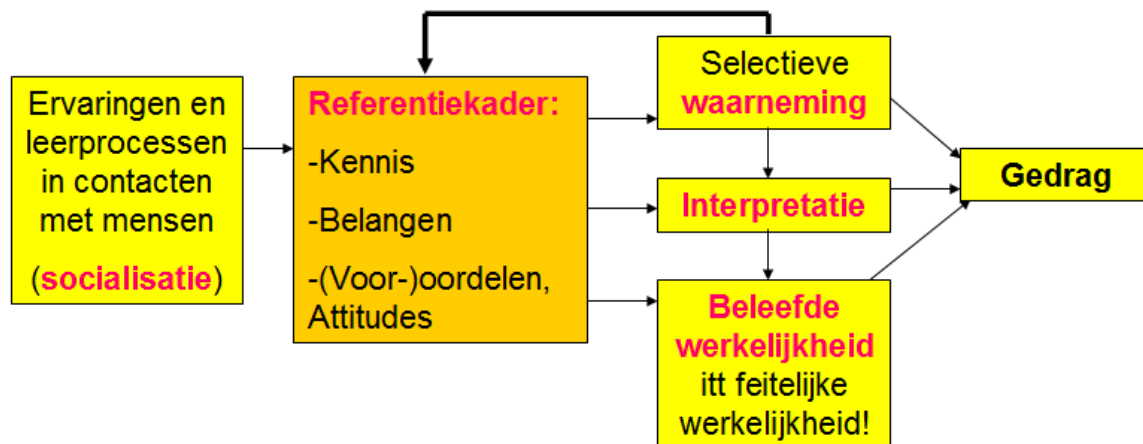 Ervaringen en
leerprocessen
in contacten
met mensen
(socialisatie)
Referentiekader:
-Kennis
-Belangen
-(Voor-)oordelen,
Attitudes
Selectieve
waarneming
Interpretatie
Beleefde
werkelijkheid
itt feitelijke
werkelijkheid!
Gedrag